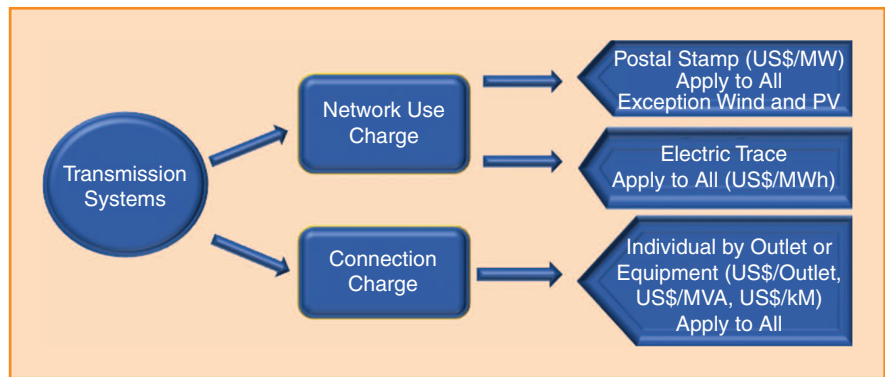 Transmission
Systems
Network Use
Charge
Connection
Charge
Postal Stamp (US$/MW)
Apply to All
Exception Wind and PV
Electric Trace
Apply to All (US$/MWh)
Individual by Outlet or
Equipment (US$/Outlet,
US$/MVA, US$/kM)
Apply to All